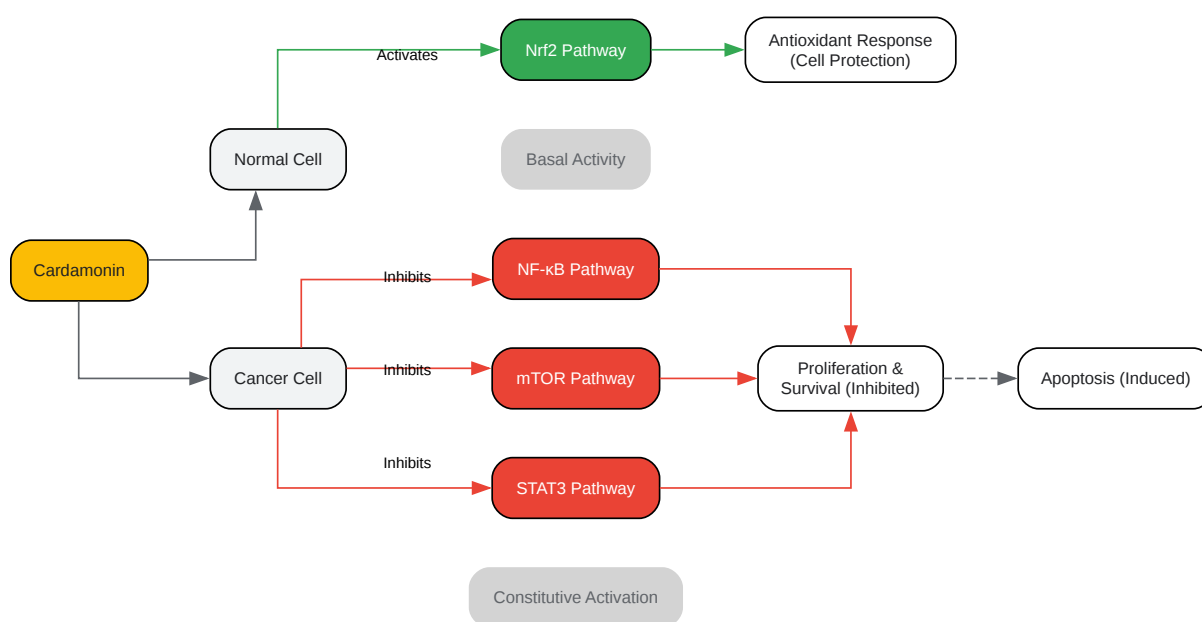 Activates
Nrf2 Pathway
Antioxidant Response
(Cell Protection)
Normal Cell
Basal Activity
Cardamonin
Inhibits
NF-κB Pathway
Cancer Cell
Inhibits
mTOR Pathway
Proliferation &
Survival (Inhibited)
Apoptosis (Induced)
Inhibits
STAT3 Pathway
Constitutive Activation